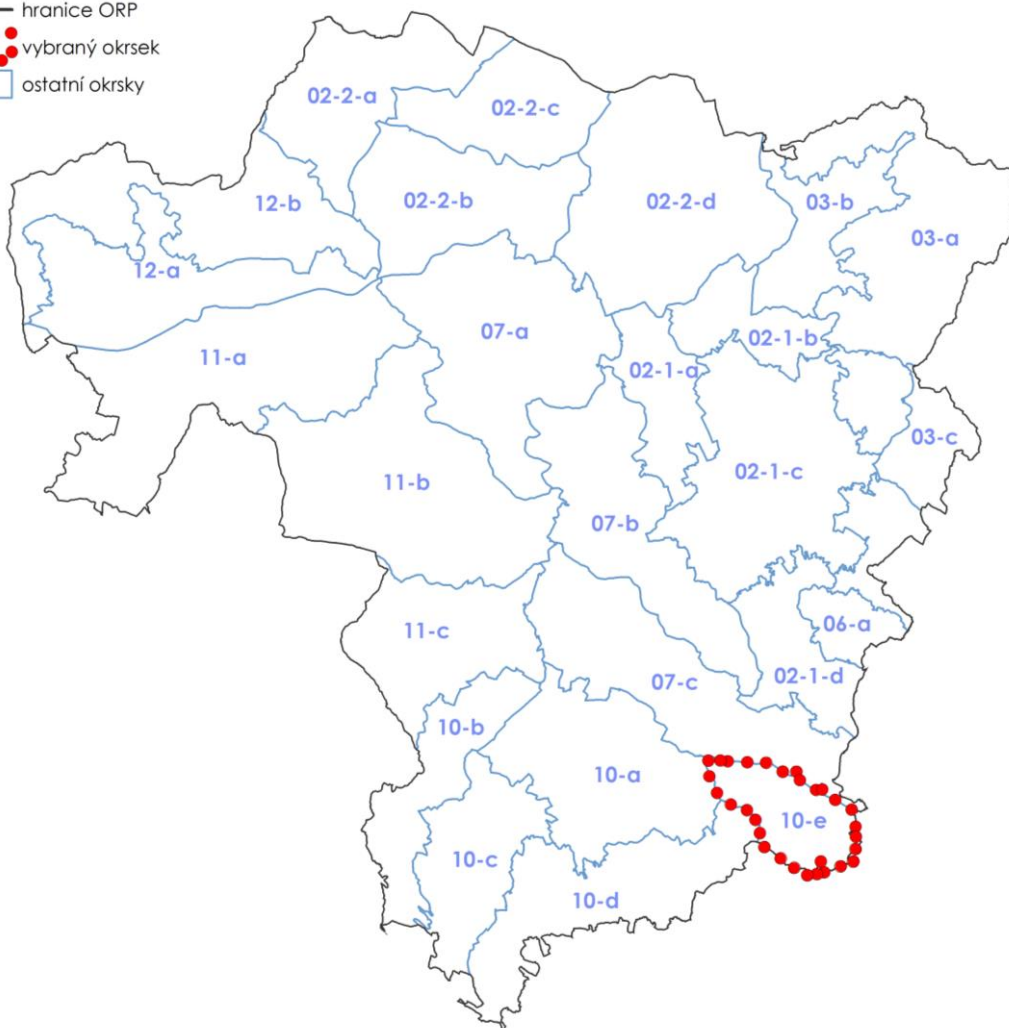 hranice ORP
vybraný okrsek
ostatní okrsky
02-2-a
02-2-c
12-b
02-2-b
02-2-d
03-b
03-a
12-a
07-a
02-1-b
11-a
02-1-a
03-c
11-b
02-1-c
07-b
06-a
11-c
02-1-d
07-c
10-b
10-a
10-e
10-c
10-d